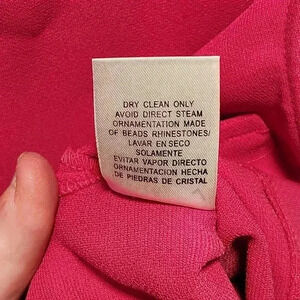 DRY CLEAN ONLY
AVOID DIRECT STEAM
ORNAMENTATION MADE
OF BEADS RHINESTONES/
LAVAR EN SECO
SOLAMENTE
EVITAR VAPOR DIRECTO
ORNAMENTACION HECHA
DE PIEDRAS DE CRISTAL